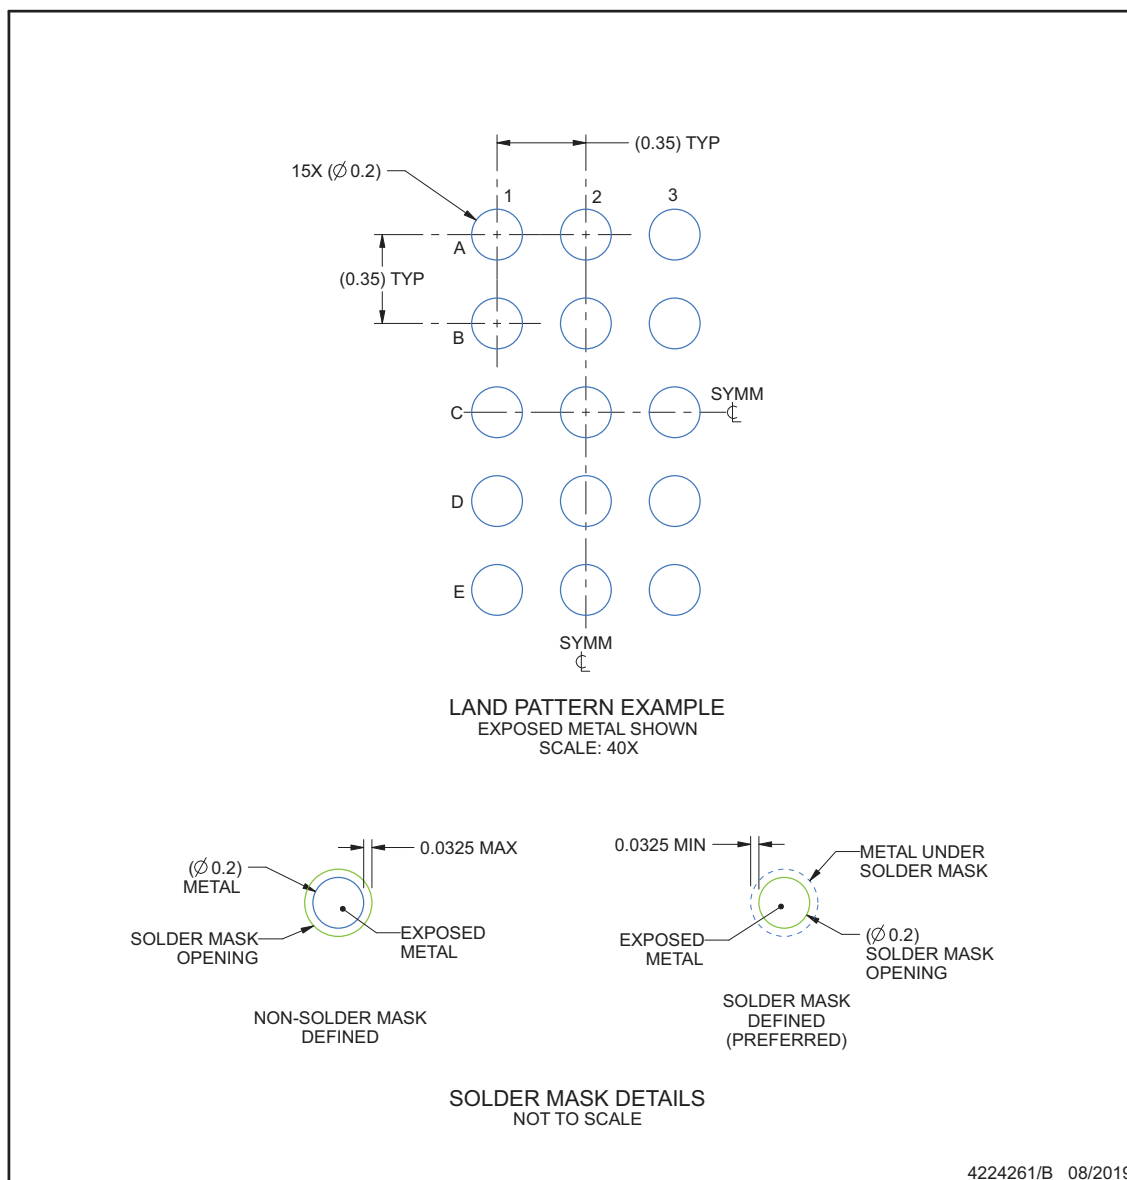 (0.35) TYP
15X (∅ 0.2)
1
2
3
A
(0.35) TYP
B
C
SYMM
℄
D
E
SYMM
℄
LAND PATTERN EXAMPLE
EXPOSED METAL SHOWN
SCALE: 40X
0.0325 MAX
(∅ 0.2)
METAL
SOLDER MASK
OPENING
EXPOSED
METAL
NON-SOLDER MASK
DEFINED
0.0325 MIN
METAL UNDER
SOLDER MASK
EXPOSED
METAL
(∅ 0.2)
SOLDER MASK
OPENING
SOLDER MASK
DEFINED
(PREFERRED)
SOLDER MASK DETAILS
NOT TO SCALE
4224261/B 08/2019